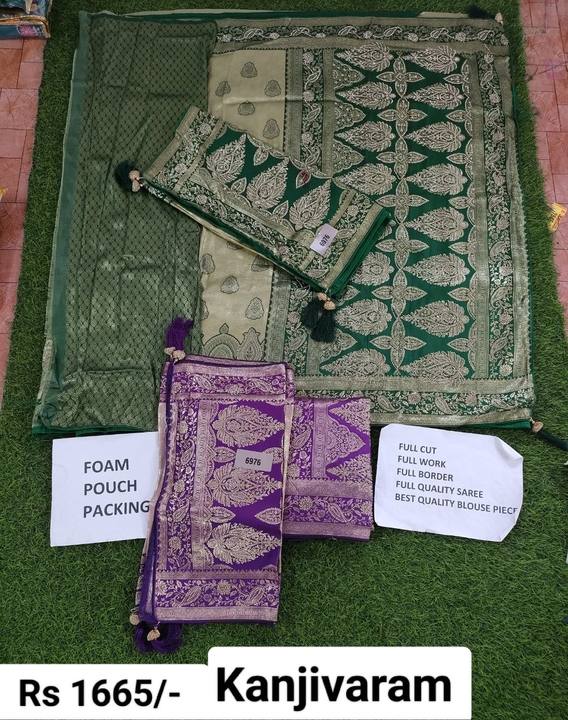 6976
6976
FOAM
POUCH
PACKING
FULL CUT
FULL WORK
FULL BORDER
FULL QUALITY SAREE
BEST QUALITY BLOUSE PIECE
Rs 1665/-
Kanjivaram